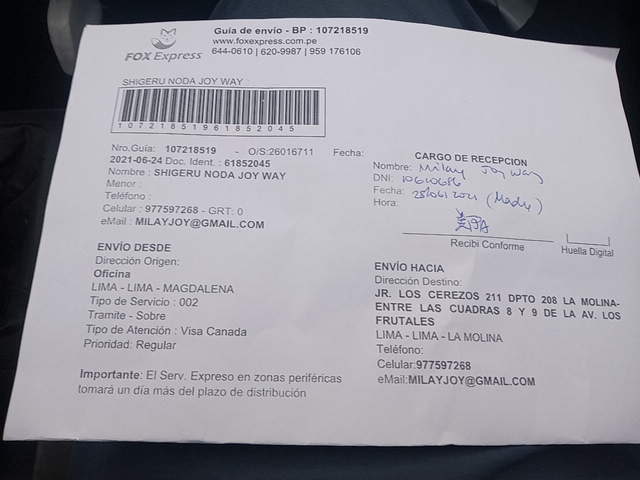 Guía de envío - BP : 107218519
www.foxexpress.com.pe
644-0610 | 620-9987 | 959 176106
FOX Express
SHIGERU NODA JOY WAY :
10721851961852045
Nro.Guía: 107218519 - O/S:26016711 Fecha:
2021-06-24 Doc. Ident. : 61852045
Nombre : SHIGERU NODA JOY WAY
Menor :
Teléfono :
Celular : 977597268 - GRT: 0
eMail : MILAYJOY@GMAIL.COM
CARGO DE RECEPCION
Nombre: Milay Joy Way
DNI: 10610686
Fecha: 25/06/2021 (Madre)
Hora:
Recibi Conforme
Huella Digital
ENVÍO DESDE
Dirección Origen:
Oficina
LIMA - LIMA - MAGDALENA
Tipo de Servicio : 002
Tramite - Sobre
Tipo de Atención : Visa Canada
Prioridad: Regular
ENVÍO HACIA
Dirección Destino:
JR. LOS CEREZOS 211 DPTO 208 LA MOLINA-
ENTRE LAS CUADRAS 8 Y 9 DE LA AV. LOS
FRUTALES
LIMA - LIMA - LA MOLINA
Teléfono:
Celular:977597268
eMail:MILAYJOY@GMAIL.COM
Importante: El Serv. Expreso en zonas periféricas
tomará un día más del plazo de distribución